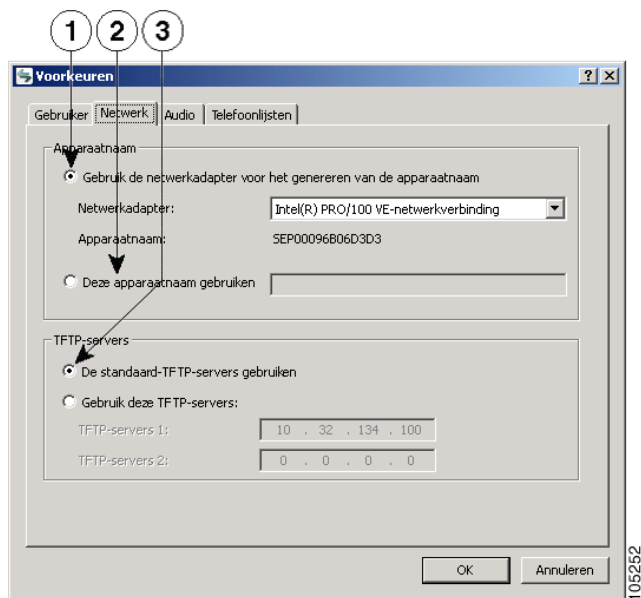 1 2 3
Voorkeuren
Gebruiker Netwerk Audio Telefoonlijsten
Apparaatnaam
Gebruik de netwerkadapter voor het genereren van de apparaatnaam
Netwerkadapter: Intel(R) PRO/100 VE-netwerkverbinding
Apparaatnaam: SEP00096B06D3D3
Deze apparaatnaam gebruiken
TFTP-servers
De standaard-TFTP-servers gebruiken
Gebruik deze TFTP-servers:
TFTP-servers 1: 10 . 32 . 134 . 100
TFTP-servers 2: 0 . 0 . 0 . 0
OK Annuleren
105252